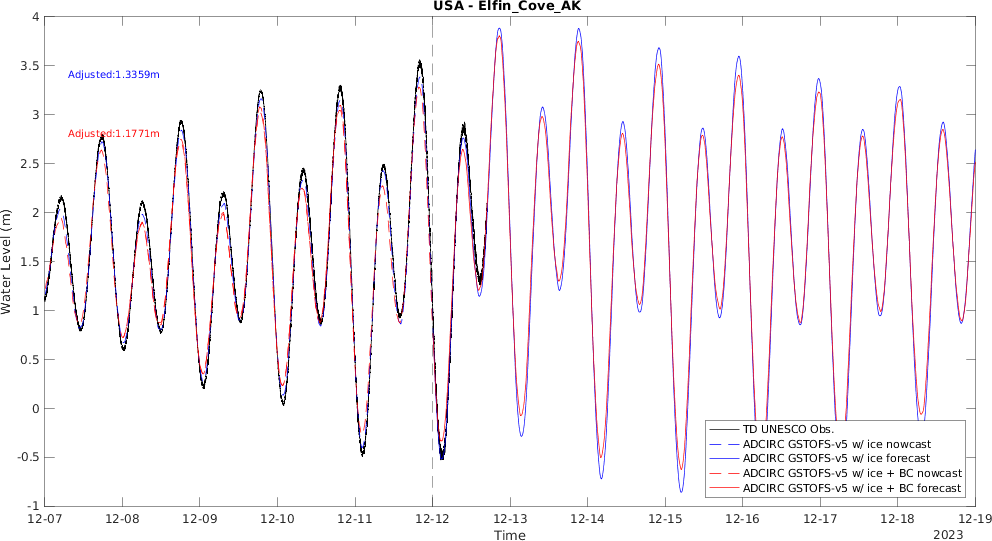 USA - Elfin_Cove_AK
4
3.5
3
2.5
2
1.5
1
0.5
0
-0.5
-1
Water Level (m)
Adjusted:1.3359m
Adjusted:1.1771m
TD UNESCO Obs.
ADCIRC GSTOFS-v5 w/ ice nowcast
ADCIRC GSTOFS-v5 w/ ice forecast
ADCIRC GSTOFS-v5 w/ ice + BC nowcast
ADCIRC GSTOFS-v5 w/ ice + BC forecast
12-07 12-08 12-09 12-10 12-11 12-12 12-13 12-14 12-15 12-16 12-17 12-18 12-19
Time
2023